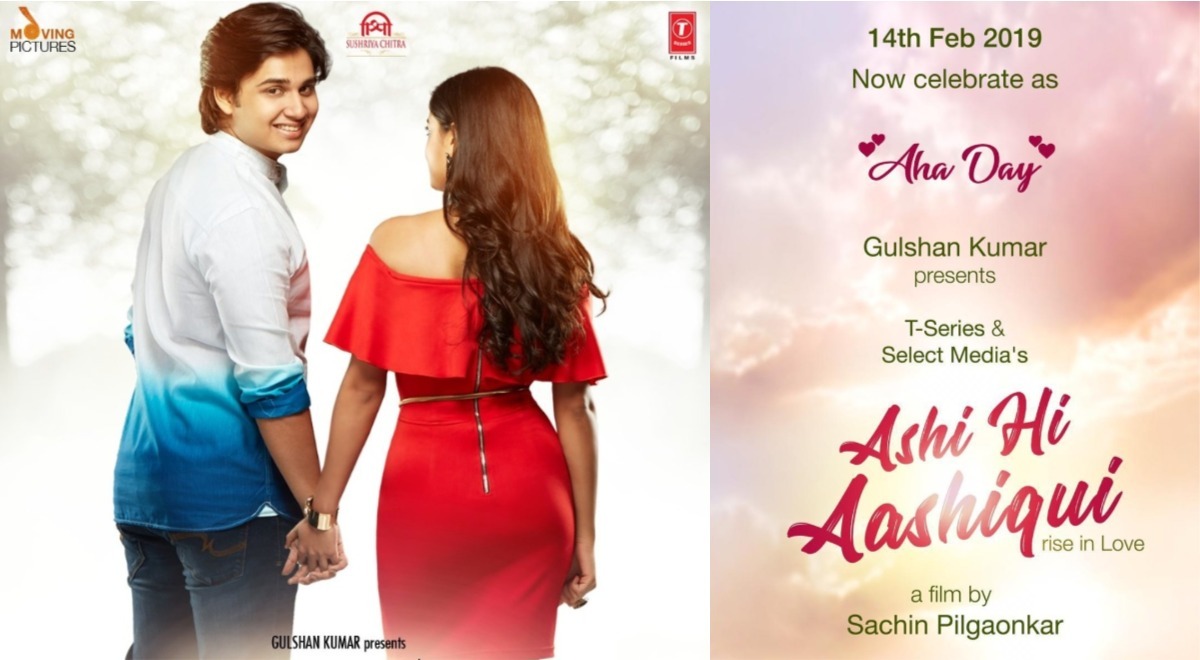 MOVING
PICTURES
SUSHRIYA CHITRA
T
SERIES
FILMS
GULSHAN KUMAR presents
14th Feb 2019
Now celebrate as
Aha Day
Gulshan Kumar
presents
T-Series &
Select Media's
Ashi Hi
Aashiqui
rise in Love
a film by
Sachin Pilgaonkar